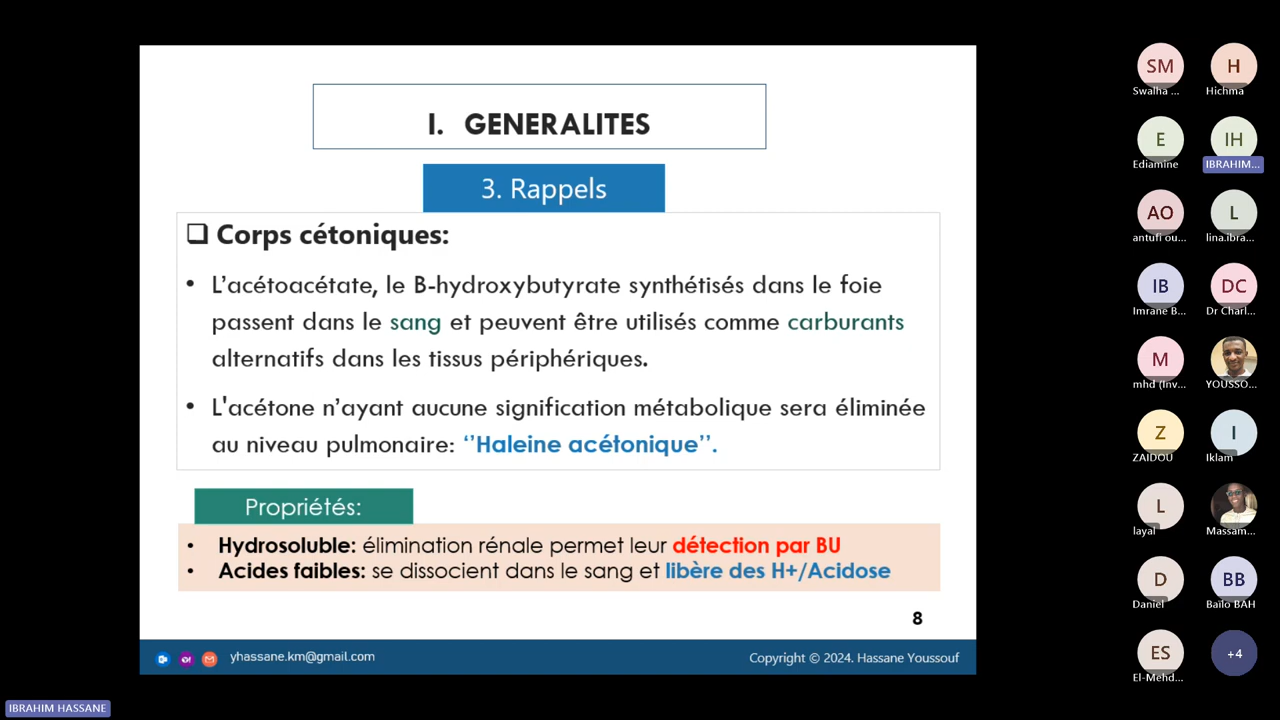 I. GENERALITES
3. Rappels
❑ Corps cétoniques:
• L’acétoacétate, le B-hydroxybutyrate synthétisés dans le foie
passent dans le sang et peuvent être utilisés comme carburants
alternatifs dans les tissus périphériques.
• L'acétone n’ayant aucune signification métabolique sera éliminée
au niveau pulmonaire: ‘’Haleine acétonique’’.
Propriétés:
• Hydrosoluble: élimination rénale permet leur détection par BU
• Acides faibles: se dissocient dans le sang et libère des H+/Acidose
8
yhassane.km@gmail.com
Copyright © 2024. Hassane Youssouf
IBRAHIM HASSANE
SM H
Swalha ... Hichma
E IH
Ediamine IBRAHIM...
AO L
antufi ou... lina.ibra...
IB DC
Imrane B... Dr Charl...
M
mhd (Inv... YOUSSO...
Z I
ZAIDOU Iklam
L
layal Massam...
D BB
Daniel Baïlo BAH
ES +4
El-Mehd...